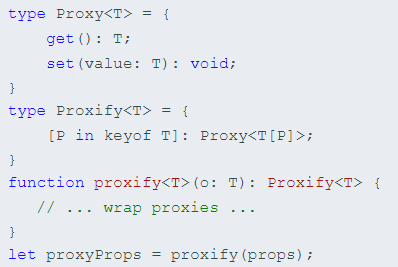 type Proxy<T> = {
    get(): T;
    set(value: T): void;
}
type Proxify<T> = {
    [P in keyof T]: Proxy<T[P]>;
}
function proxify<T>(o: T): Proxify<T> {
   // ... wrap proxies ...
}
let proxyProps = proxify(props);